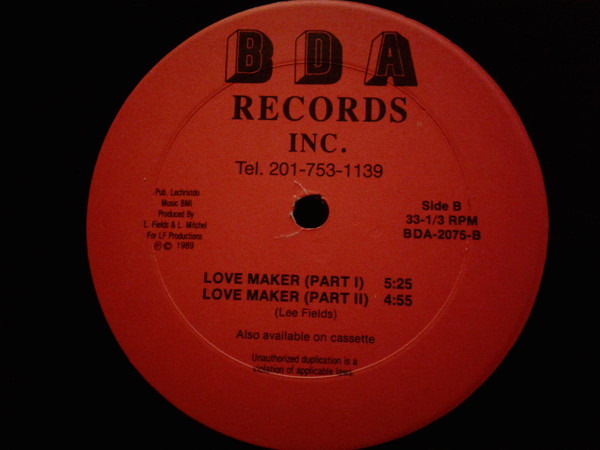 BDA
RECORDS
INC.
Tel. 201-753-1139
Pub. Lechristdo
Music BMI
Produced By
L. Fields & L. Mitchel
For LF Productions
℗ © 1989
Side B
33-1/3 RPM
BDA-2075-B
LOVE MAKER (PART I) 5:25
LOVE MAKER (PART II) 4:55
(Lee Fields)
Also available on cassette
Unauthorized duplication is a
violation of applicable laws.